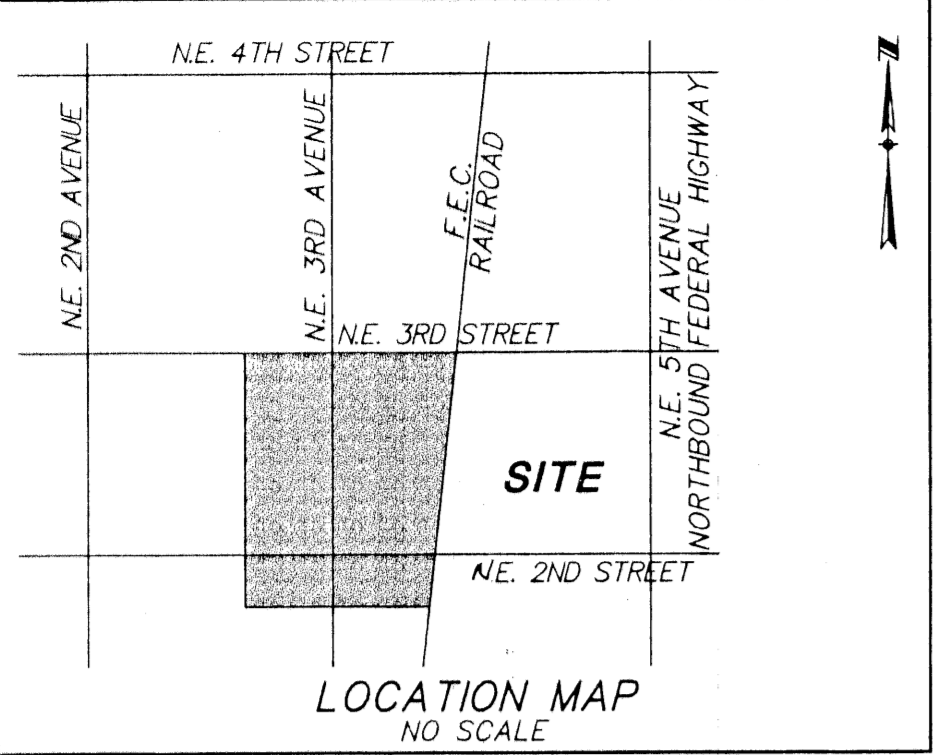 N.E. 4TH STREET
N.E. 2ND AVENUE
N.E. 3RD AVENUE
F.E.C.
RAILROAD
N.E. 5TH AVENUE
NORTHBOUND FEDERAL HIGHWAY
N
N.E. 3RD STREET
SITE
N.E. 2ND STREET
LOCATION MAP
NO SCALE